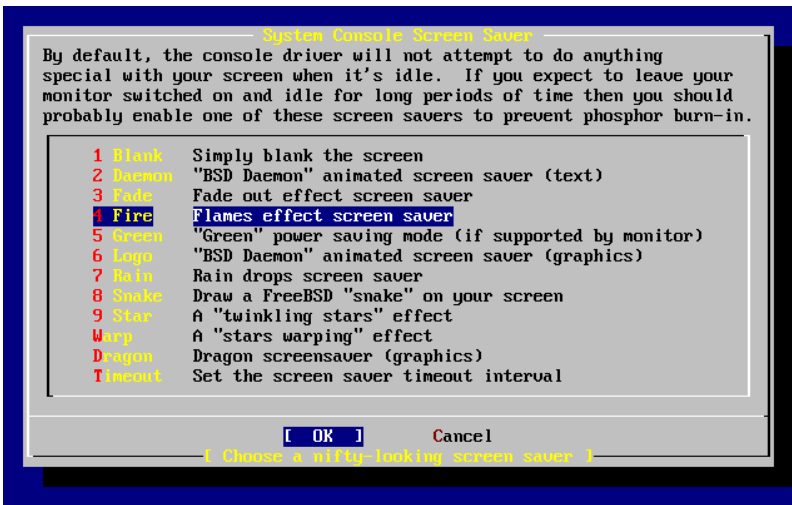 System Console Screen Saver
By default, the console driver will not attempt to do anything
special with your screen when it's idle.  If you expect to leave your
monitor switched on and idle for long periods of time then you should
probably enable one of these screen savers to prevent phosphor burn-in.
1 Blank    Simply blank the screen
2 Daemon   "BSD Daemon" animated screen saver (text)
3 Fade     Fade out effect screen saver
4 Fire     Flames effect screen saver
5 Green    "Green" power saving mode (if supported by monitor)
6 Logo     "BSD Daemon" animated screen saver (graphics)
7 Rain     Rain drops screen saver
8 Snake    Draw a FreeBSD "snake" on your screen
9 Star     A "twinkling stars" effect
Warp       A "stars warping" effect
Dragon     Dragon screensaver (graphics)
Timeout    Set the screen saver timeout interval
[  OK  ]       Cancel
[ Choose a nifty-looking screen saver ]